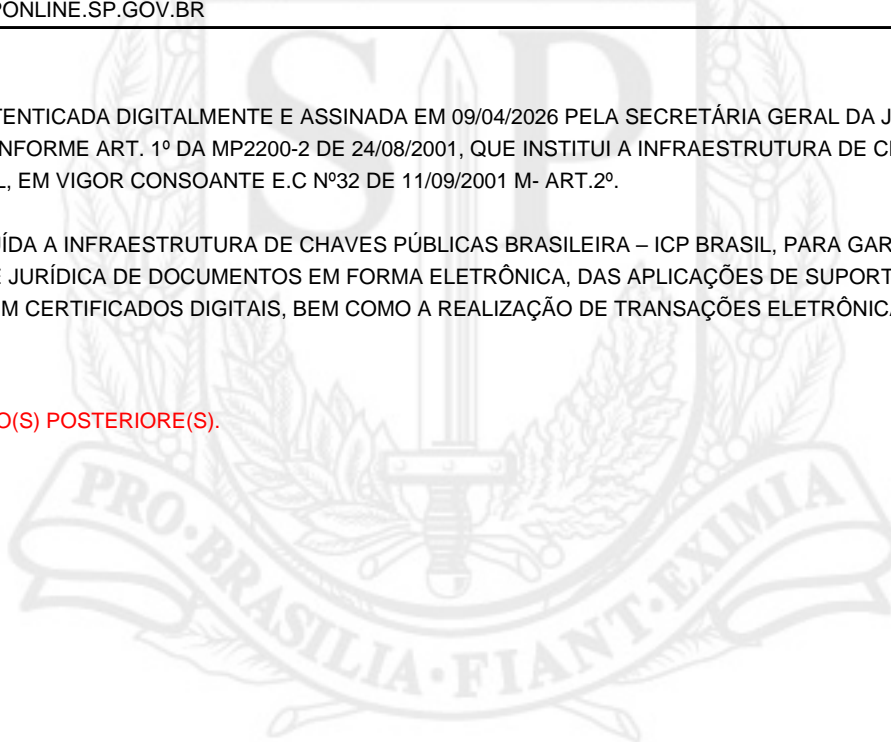 PONLINE.SP.GOV.BR
TENTICADA DIGITALMENTE E ASSINADA EM 09/04/2026 PELA SECRETÁRIA GERAL DA J
NFORME ART. 1º DA MP2200-2 DE 24/08/2001, QUE INSTITUI A INFRAESTRUTURA DE C
L, EM VIGOR CONSOANTE E.C Nº32 DE 11/09/2001 M- ART.2º.
ÍDA A INFRAESTRUTURA DE CHAVES PÚBLICAS BRASILEIRA – ICP BRASIL, PARA GAR
E JURÍDICA DE DOCUMENTOS EM FORMA ELETRÔNICA, DAS APLICAÇÕES DE SUPORT
M CERTIFICADOS DIGITAIS, BEM COMO A REALIZAÇÃO DE TRANSAÇÕES ELETRÔNICA
O(S) POSTERIORE(S).
SP
PRO·BRASILIA·FIANT·EXIMIA